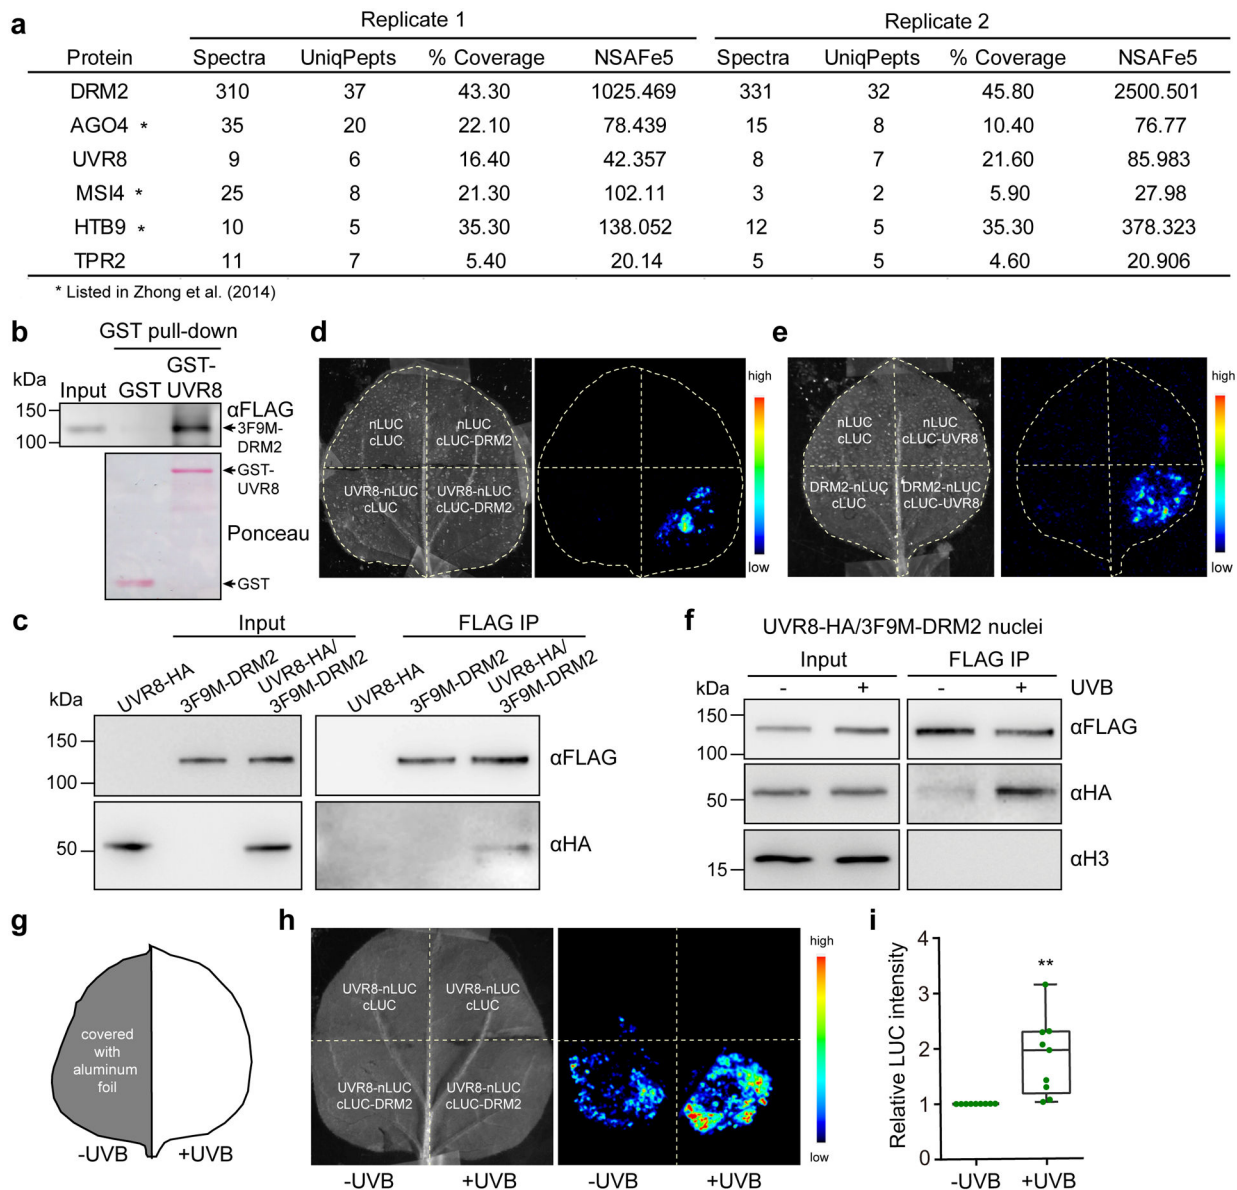 a
Replicate 1 Replicate 2
Protein Spectra UniqPepts % Coverage NSAFe5 Spectra UniqPepts % Coverage NSAFe5
DRM2 310 37 43.30 1025.469 331 32 45.80 2500.501
AGO4 * 35 20 22.10 78.439 15 8 10.40 76.77
UVR8 9 6 16.40 42.357 8 7 21.60 85.983
MSI4 * 25 8 21.30 102.11 3 2 5.90 27.98
HTB9 * 10 5 35.30 138.052 12 5 35.30 378.323
TPR2 11 7 5.40 20.14 5 5 4.60 20.906
* Listed in Zhong et al. (2014)
b
GST pull-down
kDa
Input GST GST-
UVR8
150
100
αFLAG
3F9M-
DRM2
GST-
UVR8
Ponceau
GST
d
nLUC
cLUC
nLUC
cLUC-DRM2
UVR8-nLUC
cLUC
UVR8-nLUC
cLUC-DRM2
high
low
e
nLUC
cLUC
nLUC
cLUC-UVR8
DRM2-nLUC
cLUC
DRM2-nLUC
cLUC-UVR8
high
low
c
Input FLAG IP
UVR8-HA
3F9M-DRM2
UVR8-HA/
3F9M-DRM2
UVR8-HA
3F9M-DRM2
UVR8-HA/
3F9M-DRM2
kDa
150
100
αFLAG
50
αHA
f
UVR8-HA/3F9M-DRM2 nuclei
Input FLAG IP
kDa - + - + UVB
150
100
αFLAG
50
αHA
15
αH3
g
covered
with
aluminum
foil
-UVB +UVB
h
UVR8-nLUC
cLUC
UVR8-nLUC
cLUC
UVR8-nLUC
cLUC-DRM2
UVR8-nLUC
cLUC-DRM2
-UVB +UVB -UVB +UVB
high
low
i
Relative LUC intensity
4
3
2
1
0
**
-UVB +UVB